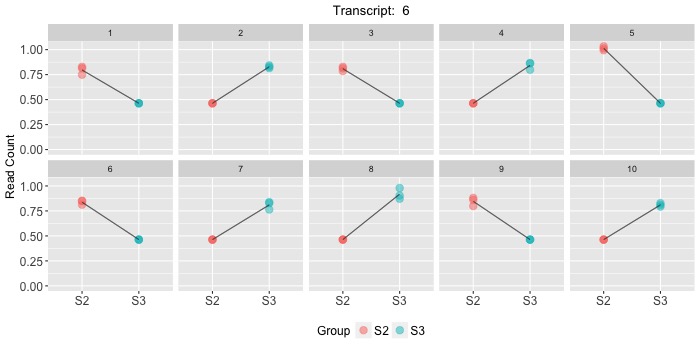 Transcript: 6
1 2 3 4 5
1.00
0.75
0.50
0.25
0.00
6 7 8 9 10
1.00
0.75
0.50
0.25
0.00
Read Count
S2 S3 S2 S3 S2 S3 S2 S3 S2 S3
Group S2 S3